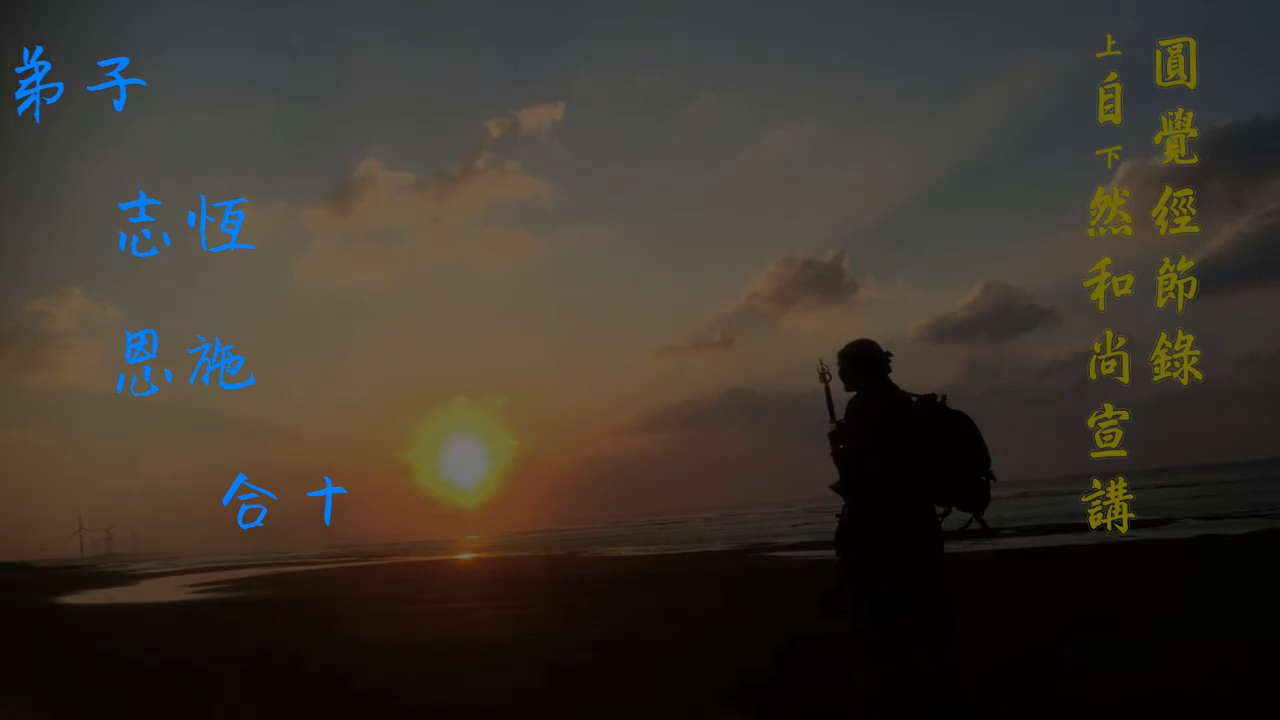 圓覺經節錄
上自下然和尚宣講
弟子
志恆
恩施
合十